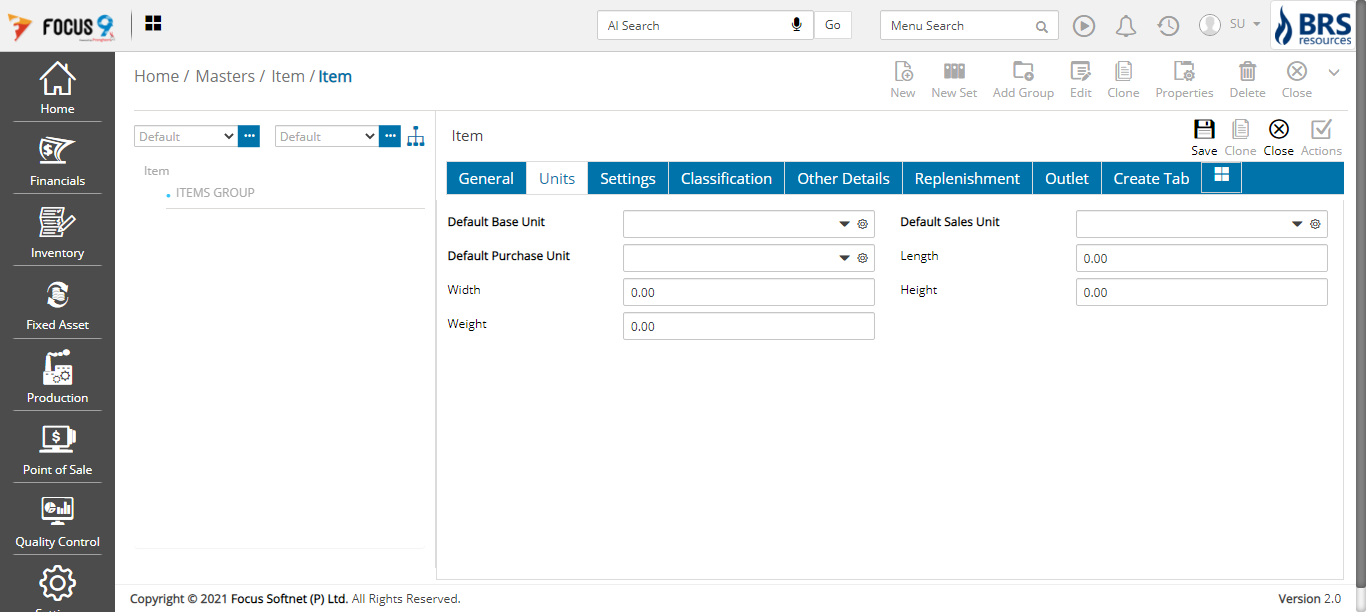 FOCUS 9
AI Search
Go
Menu Search
SU
BRS
resources
Home
Financials
Inventory
Fixed Asset
Production
Point of Sale
Quality Control
Home / Masters / Item / Item
New
New Set
Add Group
Edit
Clone
Properties
Delete
Close
Default
Default
Item
ITEMS GROUP
Item
Save
Clone
Close
Actions
General
Units
Settings
Classification
Other Details
Replenishment
Outlet
Create Tab
Default Base Unit
Default Sales Unit
Default Purchase Unit
Length
0.00
Width
0.00
Height
0.00
Weight
0.00
Copyright © 2021 Focus Softnet (P) Ltd. All Rights Reserved.
Version 2.0